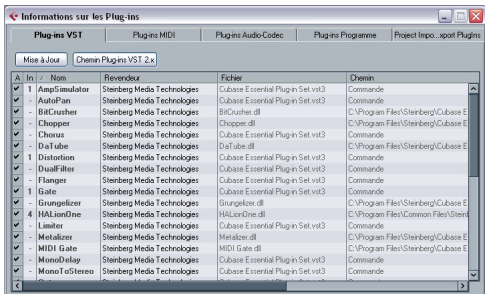 Informations sur les Plug-ins
Plug-ins VST Plug-ins MIDI Plug-ins Audio-Codec Plug-ins Programme Project Impo...xport PlugIns
Mise à Jour Chemin Plug-ins VST 2.x
A In Nom Revendeur Fichier Chemin
1 AmpSimulator Steinberg Media Technologies Cubase Essential Plug-in Set.vst3 Commande
- AutoPan Steinberg Media Technologies Cubase Essential Plug-in Set.vst3 Commande
- BitCrusher Steinberg Media Technologies BitCrusher.dll C:\Program Files\Steinberg\Cubase E
- Chopper Steinberg Media Technologies Chopper.dll C:\Program Files\Steinberg\Cubase E
- Chorus Steinberg Media Technologies Cubase Essential Plug-in Set.vst3 Commande
- DaTube Steinberg Media Technologies DaTube.dll C:\Program Files\Steinberg\Cubase E
1 Distortion Steinberg Media Technologies Cubase Essential Plug-in Set.vst3 Commande
- DualFilter Steinberg Media Technologies Cubase Essential Plug-in Set.vst3 Commande
- Flanger Steinberg Media Technologies Cubase Essential Plug-in Set.vst3 Commande
1 Gate Steinberg Media Technologies Cubase Essential Plug-in Set.vst3 Commande
- Grungelizer Steinberg Media Technologies Grungelizer.dll C:\Program Files\Steinberg\Cubase E
4 HALionOne Steinberg Media Technologies HALionOne.dll C:\Program Files\Common Files\Steinl
- Limiter Steinberg Media Technologies Cubase Essential Plug-in Set.vst3 Commande
- Metalizer Steinberg Media Technologies Metalizer.dll C:\Program Files\Steinberg\Cubase E
- MIDI Gate Steinberg Media Technologies MIDI Gate.dll C:\Program Files\Steinberg\Cubase E
- MonoDelay Steinberg Media Technologies Cubase Essential Plug-in Set.vst3 Commande
- MonoToStereo Steinberg Media Technologies Cubase Essential Plug-in Set.vst3 Commande